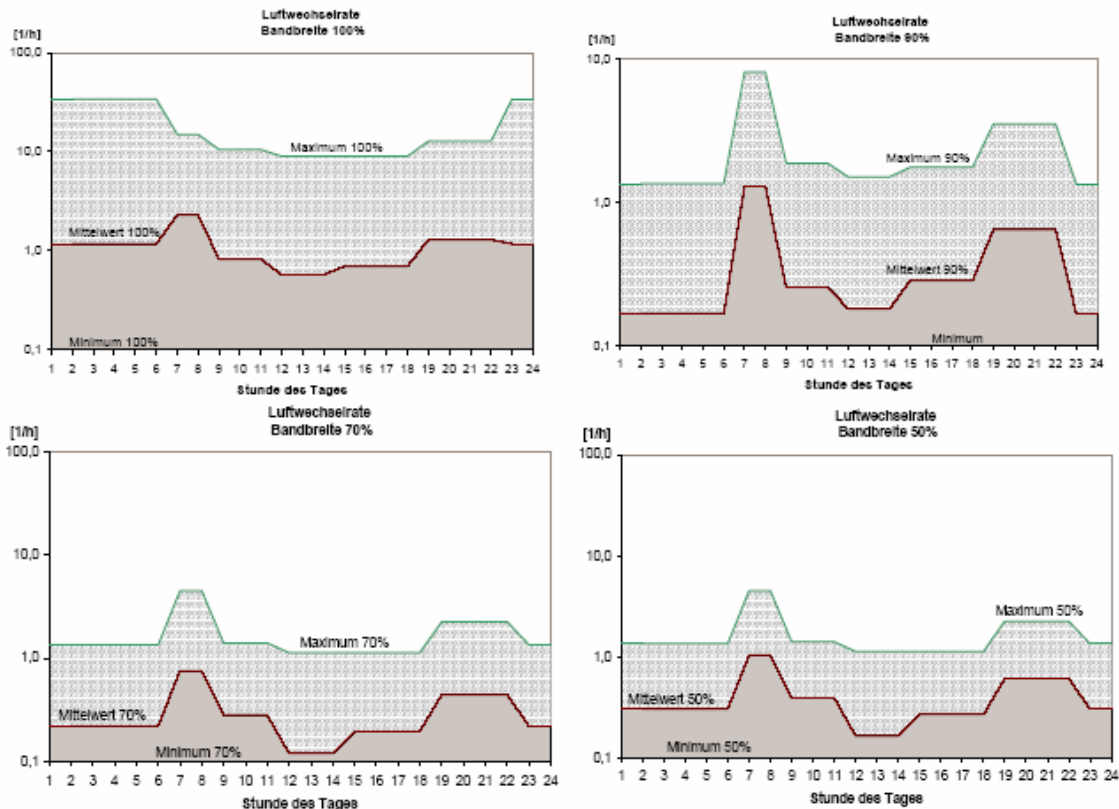 Luftwechselrate
Bandbreite 100%
[1/h]
100,0
10,0
1,0
0,1
Maximum 100%
Mittelwert 100%
Minimum 100%
1 2 3 4 5 6 7 8 9 10 11 12 13 14 15 16 17 18 19 20 21 22 23 24
Stunde des Tages
Luftwechselrate
Bandbreite 90%
[1/h]
10,0
1,0
0,1
Maximum 90%
Mittelwert 90%
Minimum
1 2 3 4 5 6 7 8 9 10 11 12 13 14 15 16 17 18 19 20 21 22 23 24
Stunde des Tages
Luftwechselrate
Bandbreite 70%
[1/h]
100,0
10,0
1,0
0,1
Maximum 70%
Mittelwert 70%
Minimum 70%
1 2 3 4 5 6 7 8 9 10 11 12 13 14 15 16 17 18 19 20 21 22 23 24
Stunde des Tages
Luftwechselrate
Bandbreite 50%
[1/h]
100,0
10,0
1,0
0,1
Maximum 50%
Mittelwert 50%
Minimum 50%
1 2 3 4 5 6 7 8 9 10 11 12 13 14 15 16 17 18 19 20 21 22 23 24
Stunde des Tages